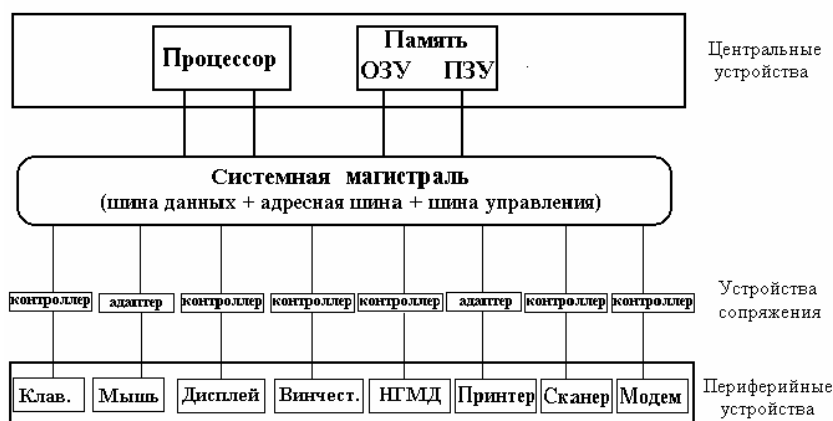 Процессор
Память
ОЗУ ПЗУ
Центральные
устройства
Системная магистраль
(шина данных + адресная шина + шина управления)
контроллер адаптер контроллер контроллер контроллер адаптер контроллер контроллер
Устройства
сопряжения
Клав. Мышь Дисплей Винчест. НГМД Принтер Сканер Модем
Периферийные
устройства